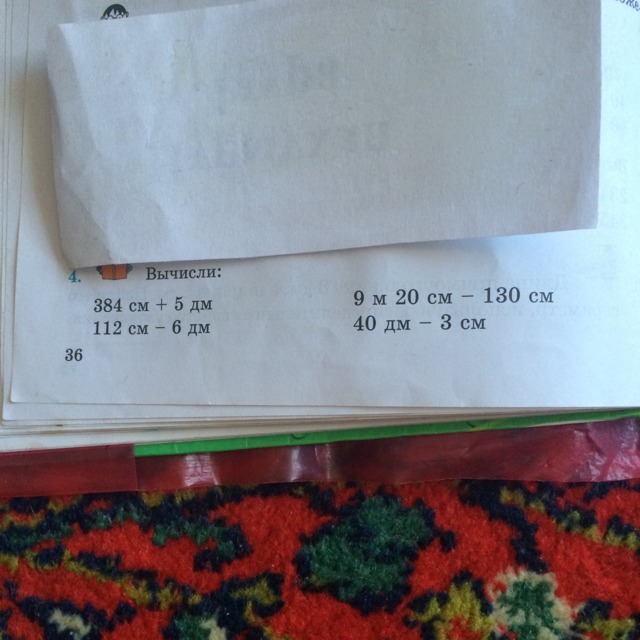 4. Вычисли:
384 см + 5 дм
112 см − 6 дм
9 м 20 см − 130 см
40 дм − 3 см
36